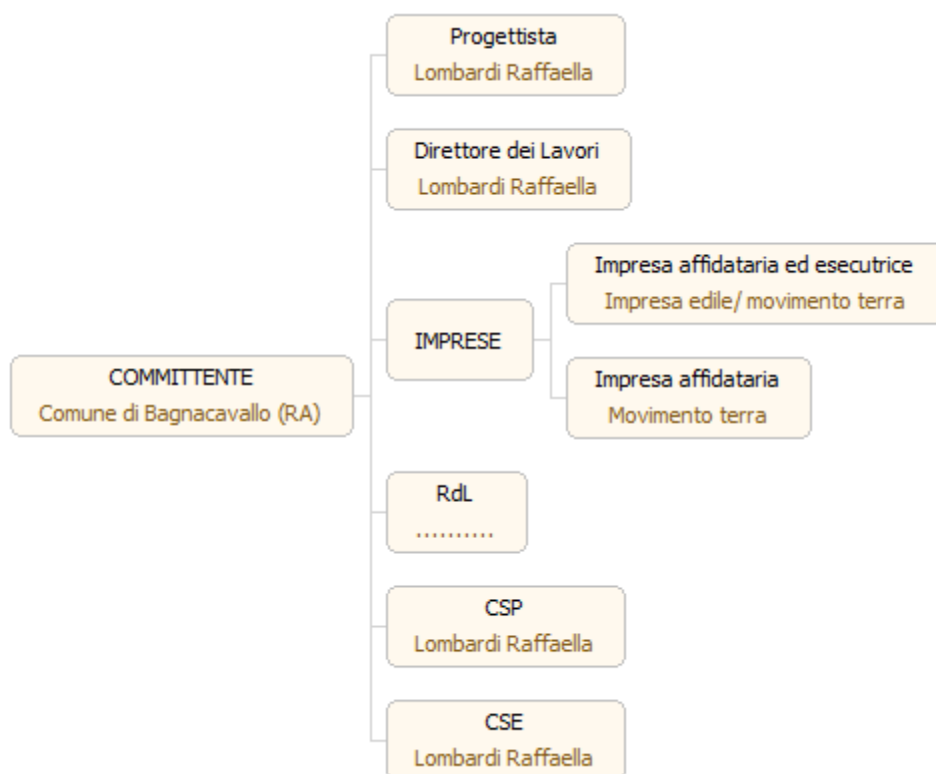 Progettista
Lombardi Raffaella
Direttore dei Lavori
Lombardi Raffaella
Impresa affidataria ed esecutrice
Impresa edile/ movimento terra
IMPRESE
COMMITTENTE
Comune di Bagnacavallo (RA)
Impresa affidataria
Movimento terra
RdL
..........
CSP
Lombardi Raffaella
CSE
Lombardi Raffaella